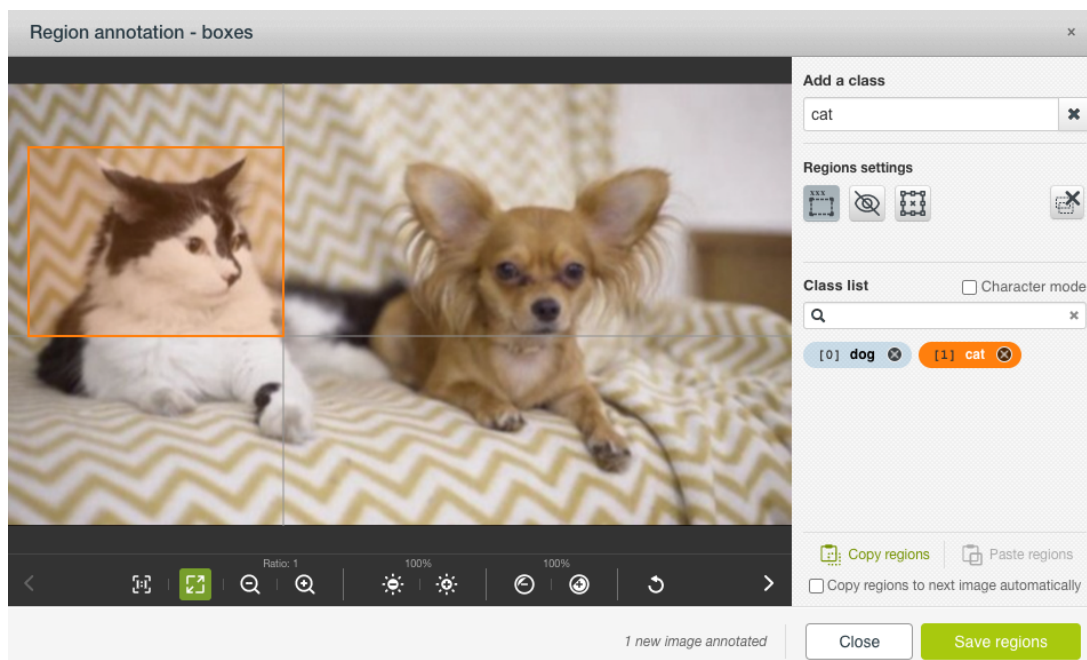 Region annotation - boxes
×
Add a class
cat
Regions settings
xxx
Class list
Character mode
[0] dog
[1] cat
Copy regions
Paste regions
Ratio: 1
100%
100%
Copy regions to next image automatically
1 new image annotated
Close
Save regions